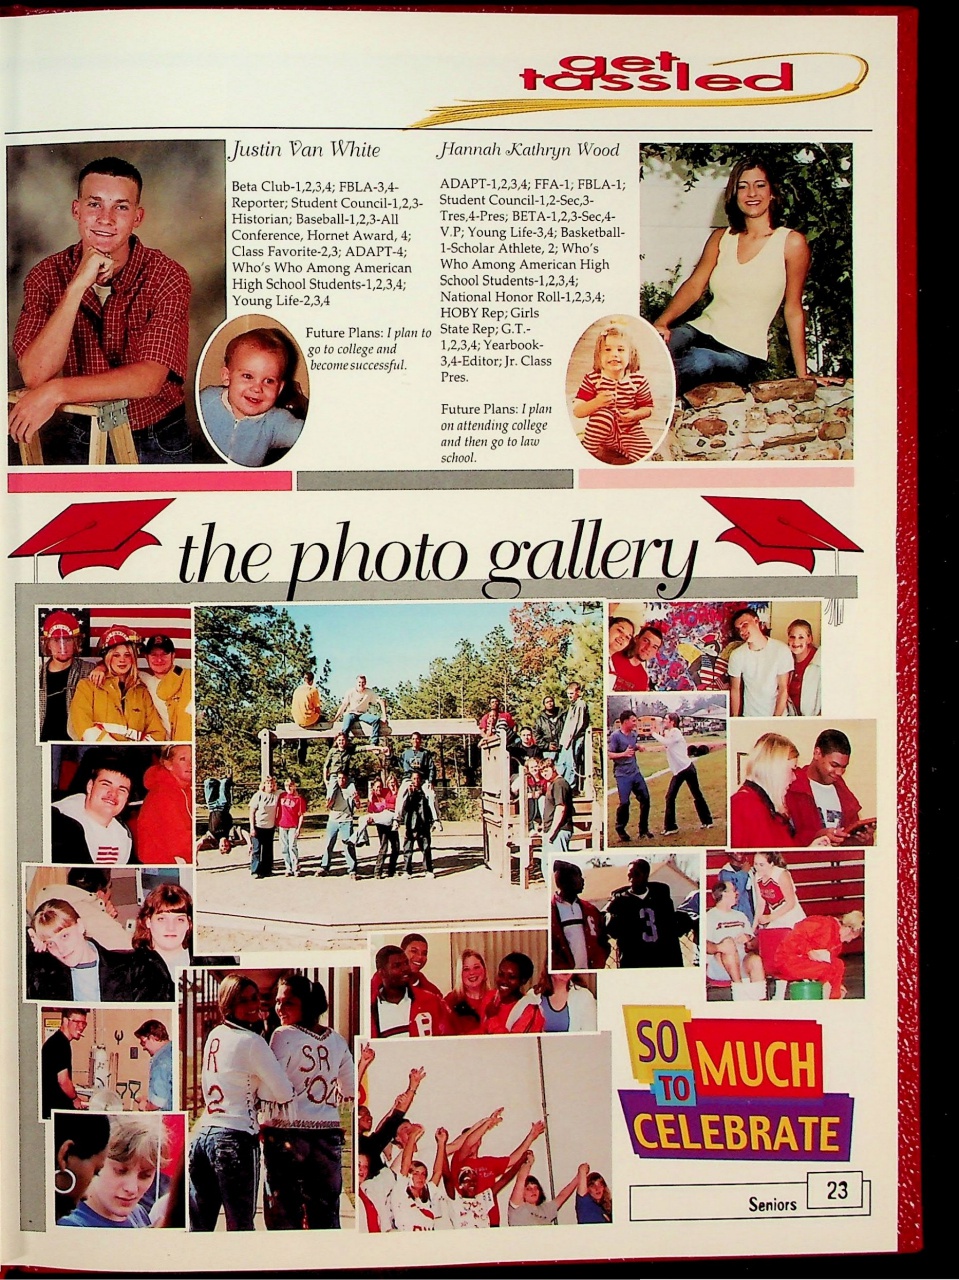 get
tassled
Justin Van White
Beta Club-1,2,3,4; FBLA-3,4-
Reporter; Student Council-1,2,3-
Historian; Baseball-1,2,3-All
Conference, Hornet Award, 4;
Class Favorite-2,3; ADAPT-4;
Who's Who Among American
High School Students-1,2,3,4;
Young Life-2,3,4
Future Plans: I plan to
go to college and
become successful.
Hannah Kathryn Wood
ADAPT-1,2,3,4; FFA-1; FBLA-1;
Student Council-1,2-Sec,3-
Tres,4-Pres; BETA-1,2,3-Sec,4-
V.P; Young Life-3,4; Basketball-
1-Scholar Athlete, 2; Who's
Who Among American High
School Students-1,2,3,4;
National Honor Roll-1,2,3,4;
HOBY Rep; Girls
State Rep; G.T.-
1,2,3,4; Yearbook-
3,4-Editor; Jr. Class
Pres.
Future Plans: I plan
on attending college
and then go to law
school.
the photo gallery
3
R
2
SR
'02
SO
MUCH
TO
CELEBRATE
Seniors
23